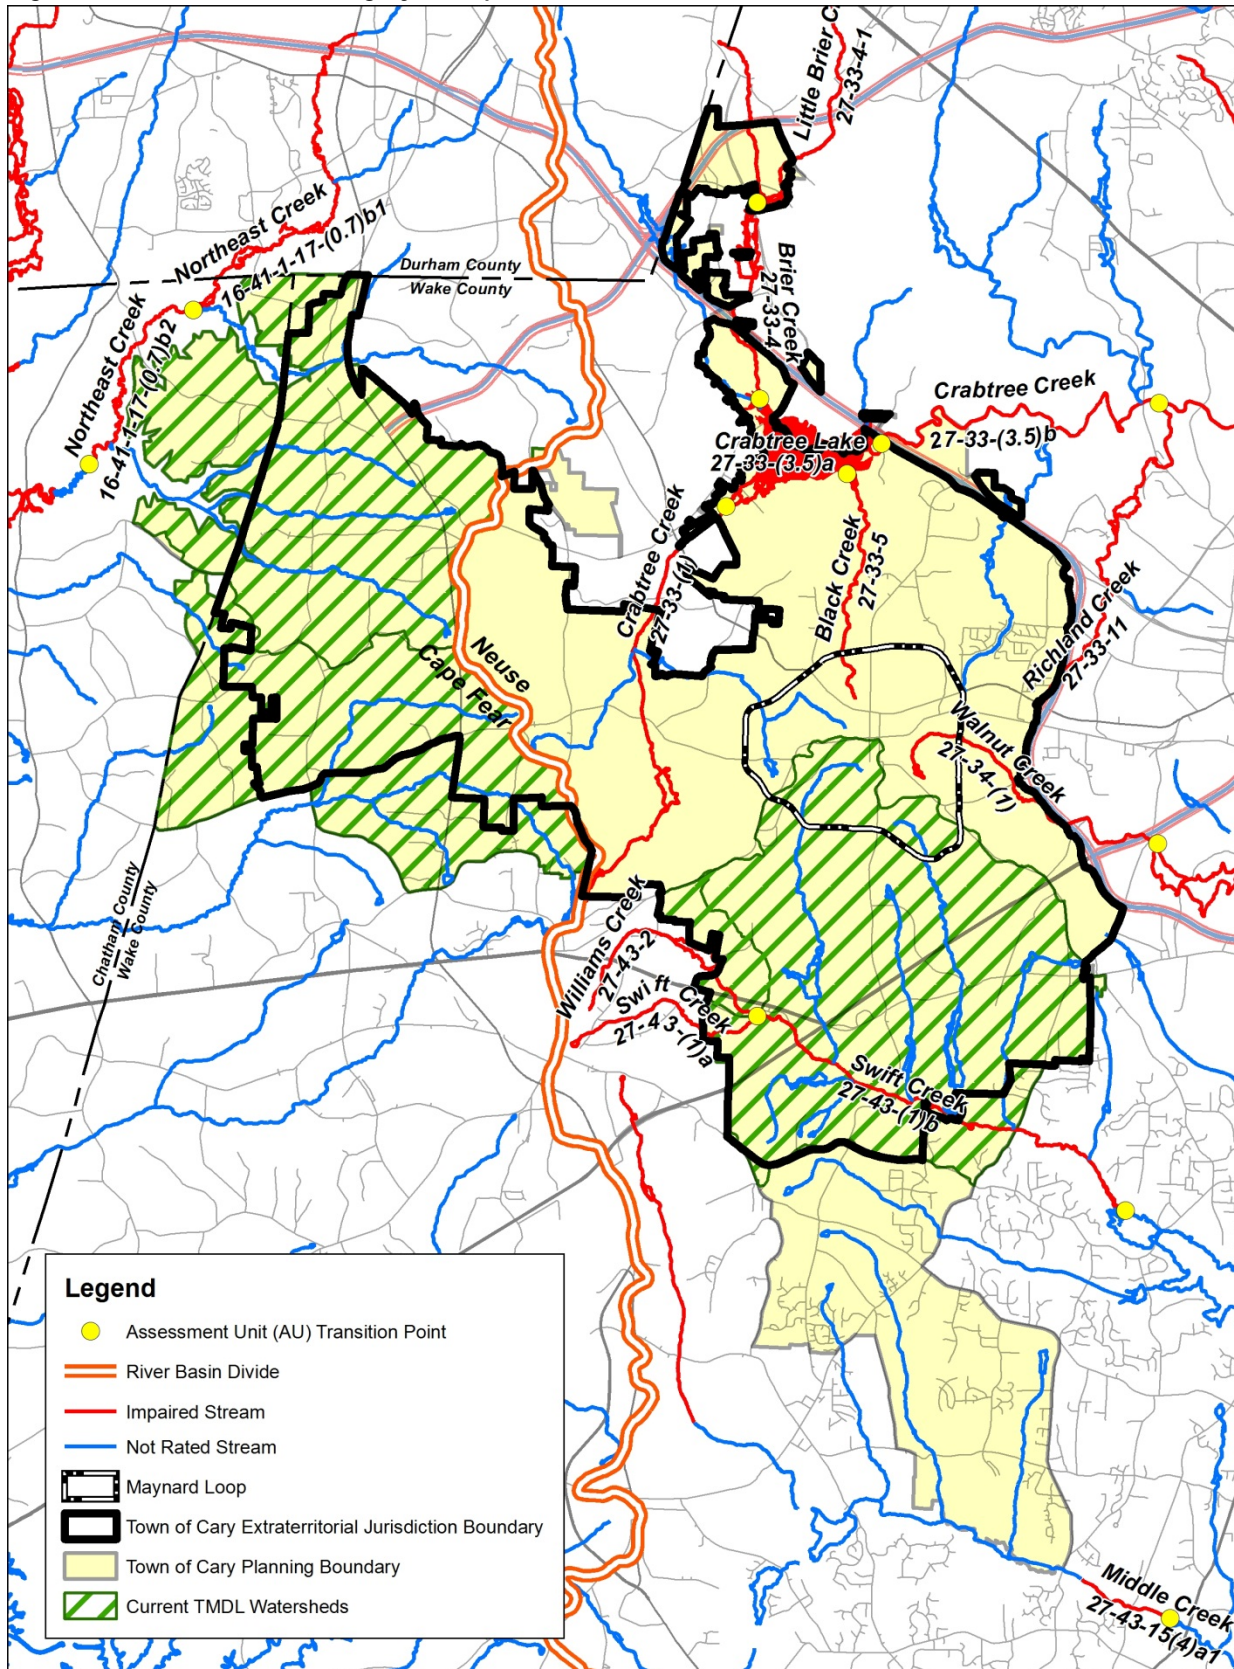 Little Brier C
27-33-4-1
Northeast Creek
16-41-1-17-(0.7)b1
Durham County
Wake County
Brier Creek
27-33-4
Northeast Creek
16-41-1-17-(0.7)b2
Crabtree Creek
27-33-(3.5)b
Crabtree Lake
27-33-(3.5)a
Crabtree Creek
27-33-(1)
Black Creek
27-33-5
Richland Creek
27-33-11
Neuse
Cape Fear
Walnut Creek
27-34-(1)
Chatham County
Wake County
Williams Creek
27-43-2
Swift Creek
27-43-(1)a
Swift Creek
27-43-(1)b
Legend
Assessment Unit (AU) Transition Point
River Basin Divide
Impaired Stream
Not Rated Stream
Maynard Loop
Town of Cary Extraterritorial Jurisdiction Boundary
Town of Cary Planning Boundary
Current TMDL Watersheds
Middle Creek
27-43-15(4)a1